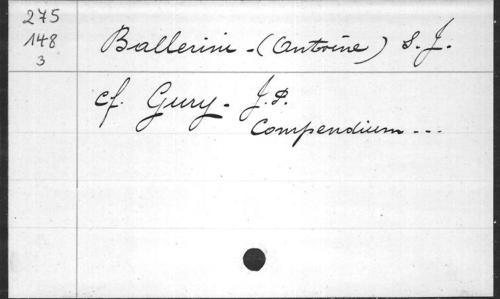 275
148
3
Ballerini - (Antoine) S. J.
cf. Gury - J.P.
Compendium ...